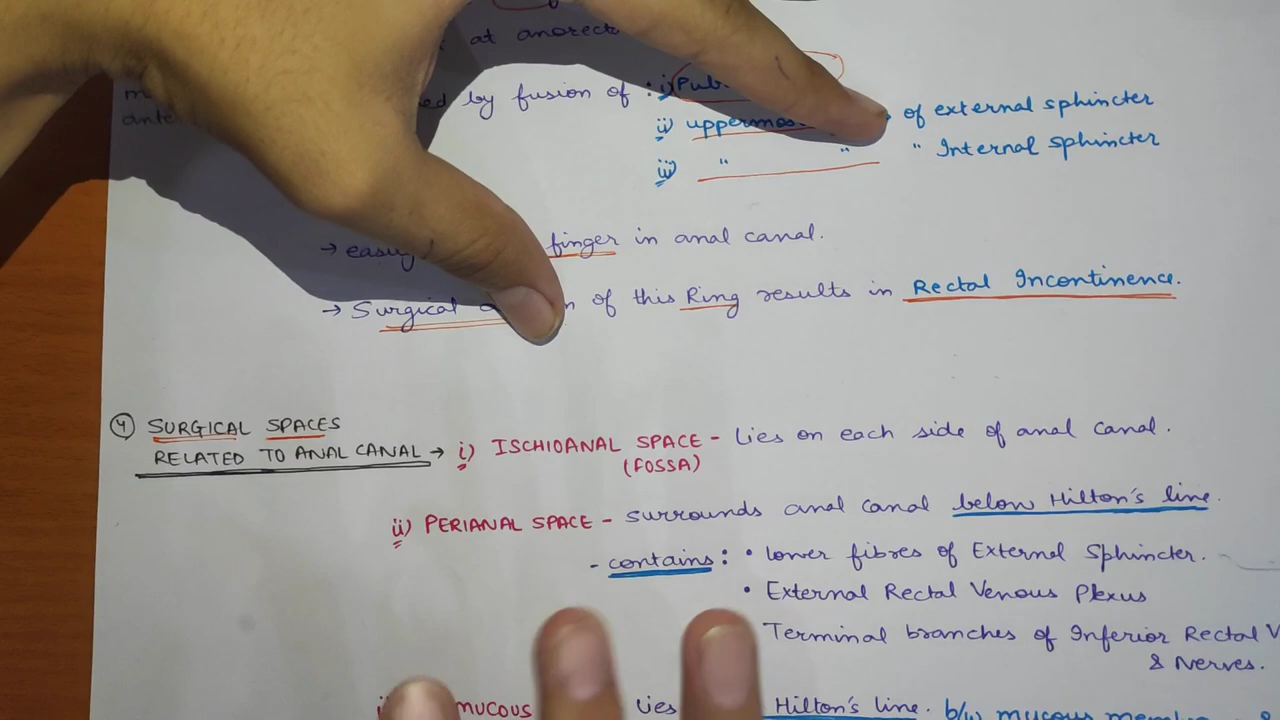 at anorect
by fusion of : i) Pub.
ante
ii) uppermos of external sphincter
iii) " " " Internal sphincter
→ easily finger in anal canal.
→ Surgical of this Ring results in Rectal Incontinence.
④ SURGICAL SPACES
RELATED TO ANAL CANAL → i) ISCHIOANAL SPACE - Lies on each side of anal canal.
(FOSSA)
ii) PERIANAL SPACE - surrounds anal canal below Hilton's line.
- contains : • lower fibres of External Sphincter.
• External Rectal Venous Plexus
Terminal branches of Inferior Rectal V
& Nerves.
MUCOUS lies Hilton's line. b/w mucous